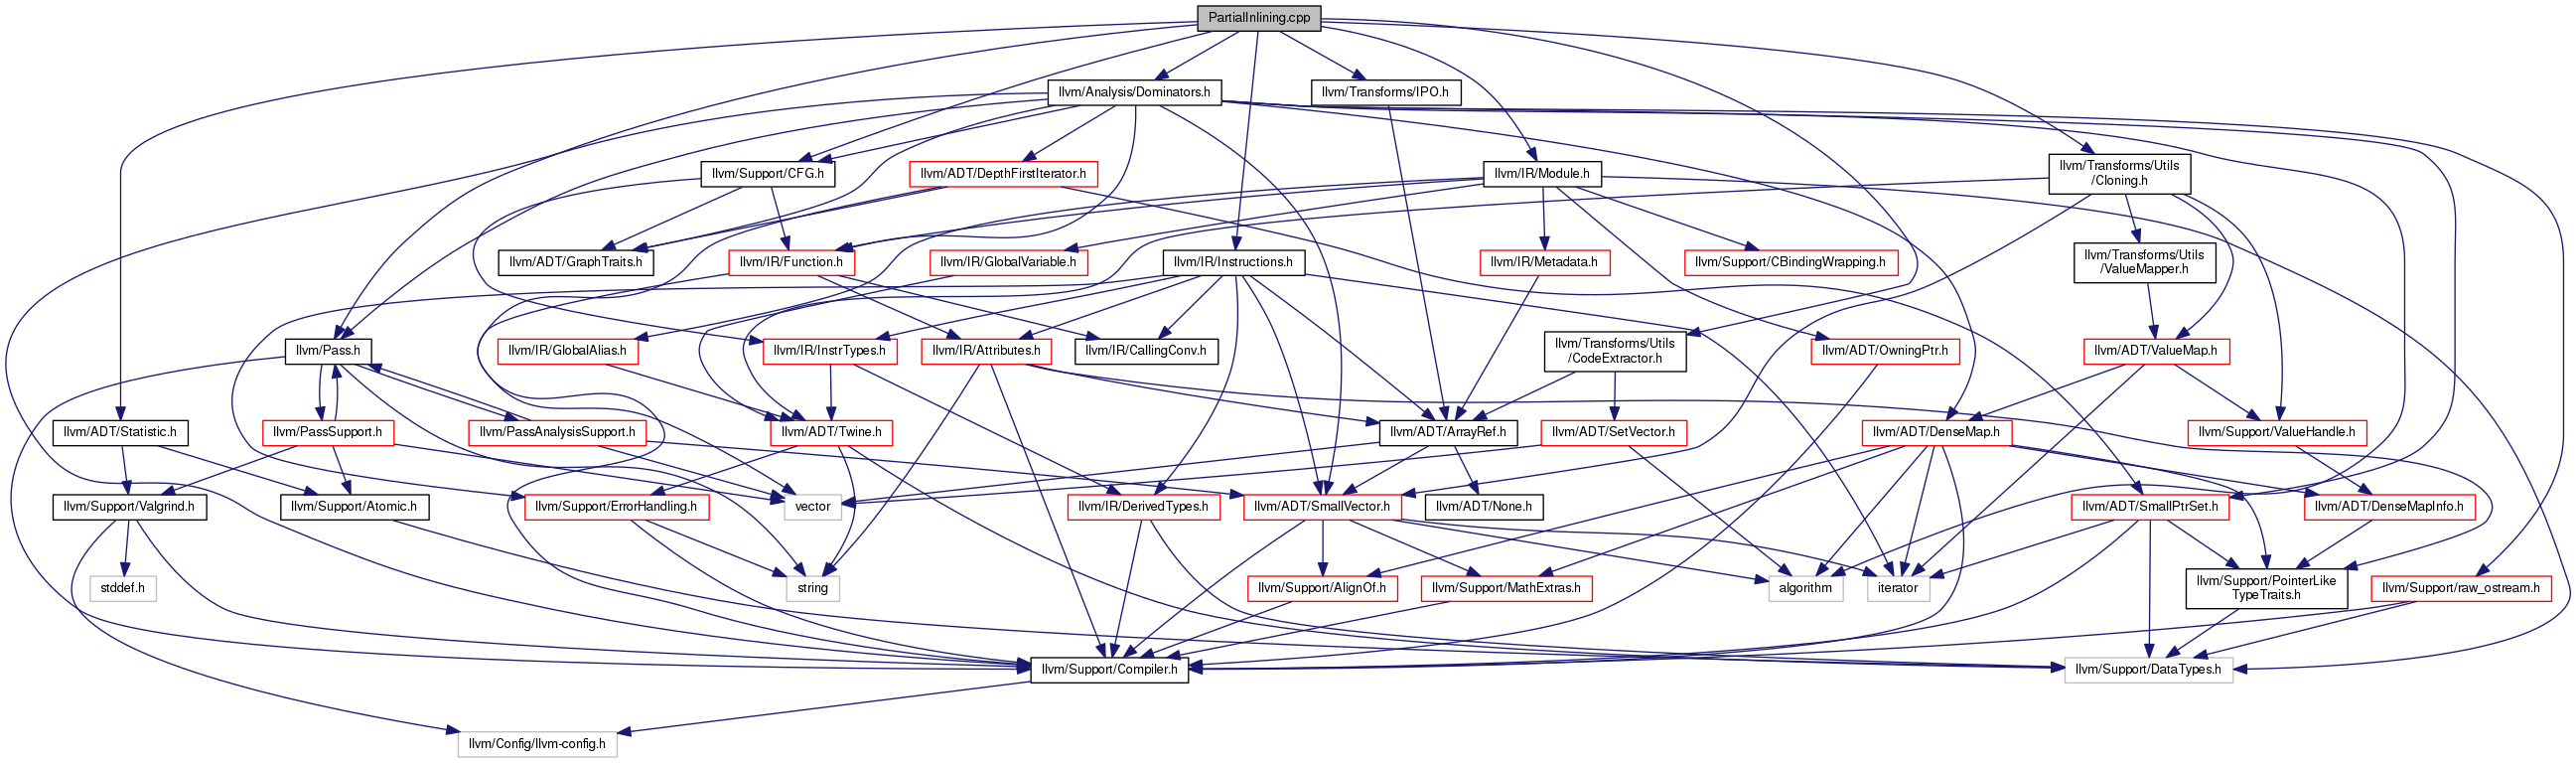 PartialInlining.cpp
llvm/Analysis/Dominators.h
llvm/Transforms/IPO.h
llvm/Support/CFG.h
llvm/ADT/DepthFirstIterator.h
llvm/IR/Module.h
llvm/Transforms/Utils
/Cloning.h
llvm/ADT/GraphTraits.h
llvm/IR/Function.h
llvm/IR/GlobalVariable.h
llvm/IR/Instructions.h
llvm/IR/Metadata.h
llvm/Support/CBindingWrapping.h
llvm/Transforms/Utils
/ValueMapper.h
llvm/Pass.h
llvm/IR/GlobalAlias.h
llvm/IR/InstrTypes.h
llvm/IR/Attributes.h
llvm/IR/CallingConv.h
llvm/Transforms/Utils
/CodeExtractor.h
llvm/ADT/OwningPtr.h
llvm/ADT/ValueMap.h
llvm/ADT/Statistic.h
llvm/PassSupport.h
llvm/PassAnalysisSupport.h
llvm/ADT/Twine.h
llvm/ADT/ArrayRef.h
llvm/ADT/SetVector.h
llvm/ADT/DenseMap.h
llvm/Support/ValueHandle.h
llvm/Support/Valgrind.h
llvm/Support/Atomic.h
llvm/Support/ErrorHandling.h
vector
llvm/IR/DerivedTypes.h
llvm/ADT/SmallVector.h
llvm/ADT/None.h
llvm/ADT/SmallPtrSet.h
llvm/ADT/DenseMapInfo.h
stddef.h
string
llvm/Support/AlignOf.h
llvm/Support/MathExtras.h
algorithm
iterator
llvm/Support/PointerLike
TypeTraits.h
llvm/Support/raw_ostream.h
llvm/Support/Compiler.h
llvm/Support/DataTypes.h
llvm/Config/llvm-config.h